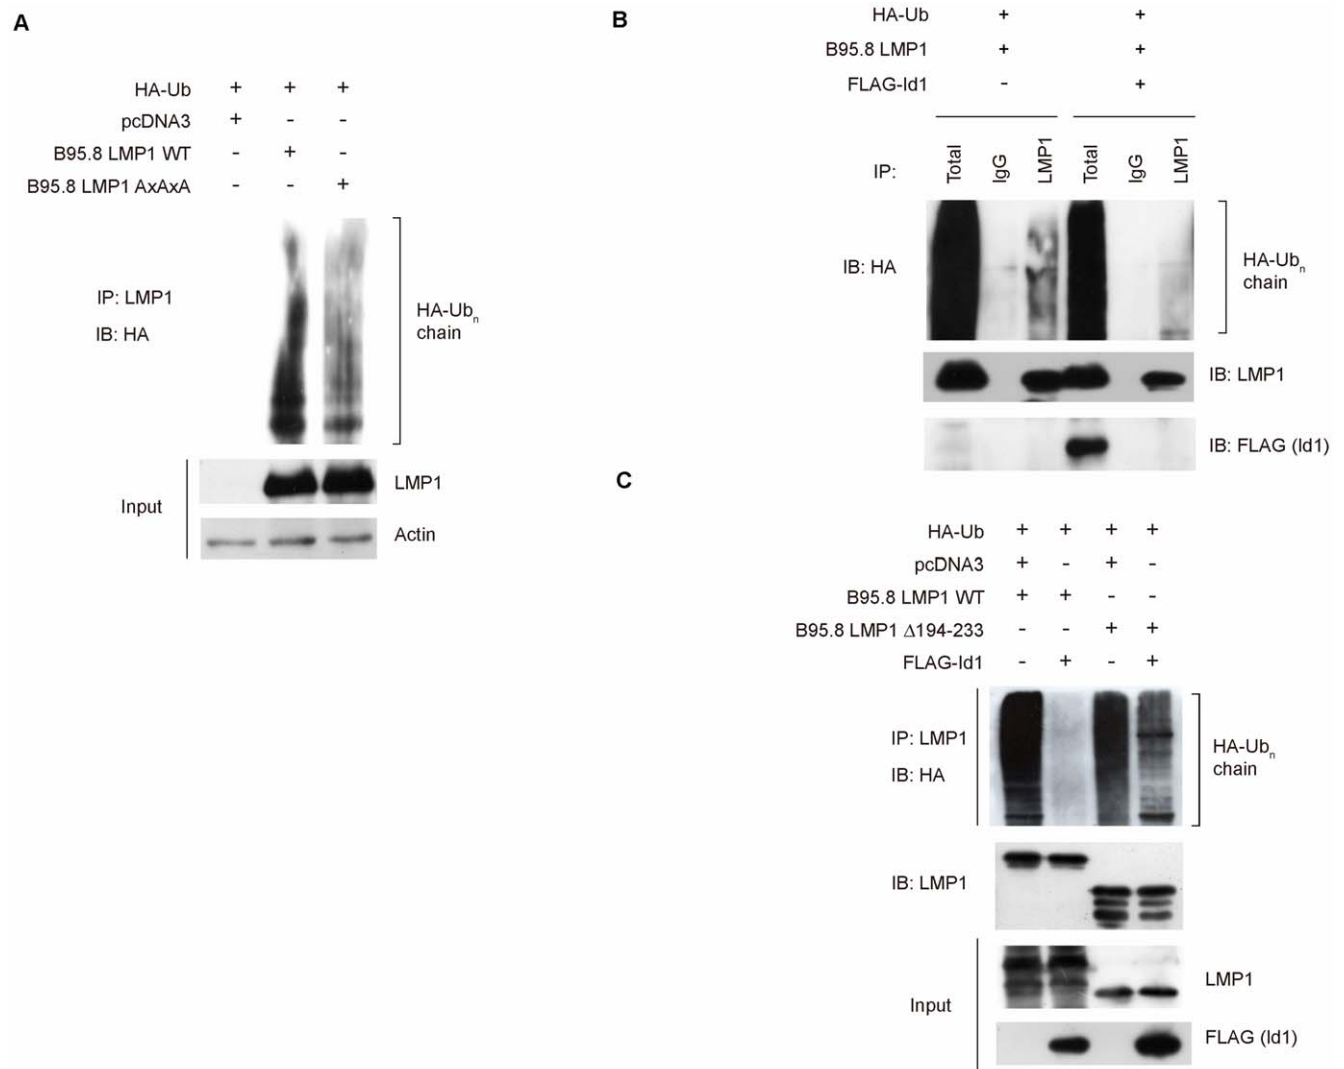 A
HA-Ub + + +
pcDNA3 + - -
B95.8 LMP1 WT - + -
B95.8 LMP1 AxAxA - - +
IP: LMP1
IB: HA
HA-Ubn
chain
Input
LMP1
Actin
B
HA-Ub + +
B95.8 LMP1 + +
FLAG-Id1 - +
IP: Total IgG LMP1 Total IgG LMP1
IB: HA
HA-Ubn
chain
IB: LMP1
IB: FLAG (Id1)
C
HA-Ub + + + +
pcDNA3 + - + -
B95.8 LMP1 WT + + - -
B95.8 LMP1 Δ194-233 - - + +
FLAG-Id1 - + - +
IP: LMP1
IB: HA
HA-Ubn
chain
IB: LMP1
Input
LMP1
FLAG (Id1)